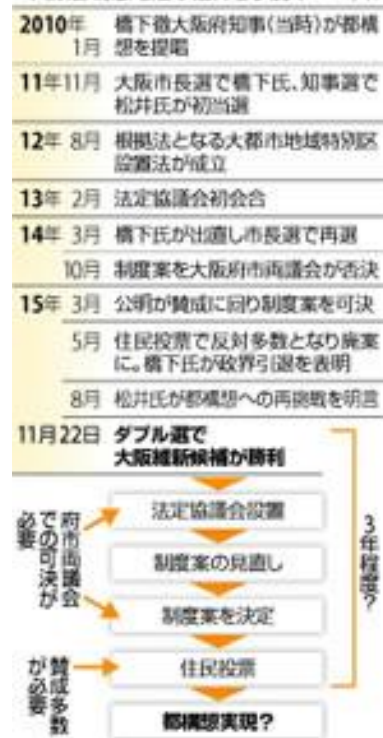 2010年 橋下徹大阪府知事(当時)が都構
1月 想を提唱
11年11月 大阪市長選で橋下氏、知事選で
松井氏が初当選
12年 8月 根拠法となる大都市地域特別区
設置法が成立
13年 2月 法定協議会初会合
14年 3月 橋下氏が出直し市長選で再選
10月 制度案を大阪府市両議会が否決
15年 3月 公明が賛成に回り制度案を可決
5月 住民投票で反対多数となり廃案
に。橋下氏が政界引退を表明
8月 松井氏が都構想への再挑戦を明言
11月22日 ダブル選で
大阪維新候補が勝利
法定協議会設置
制度案の見直し
制度案を決定
住民投票
都構想実現?
府市両議会
での可決が
必要
賛成多数
が必要
3年程度?